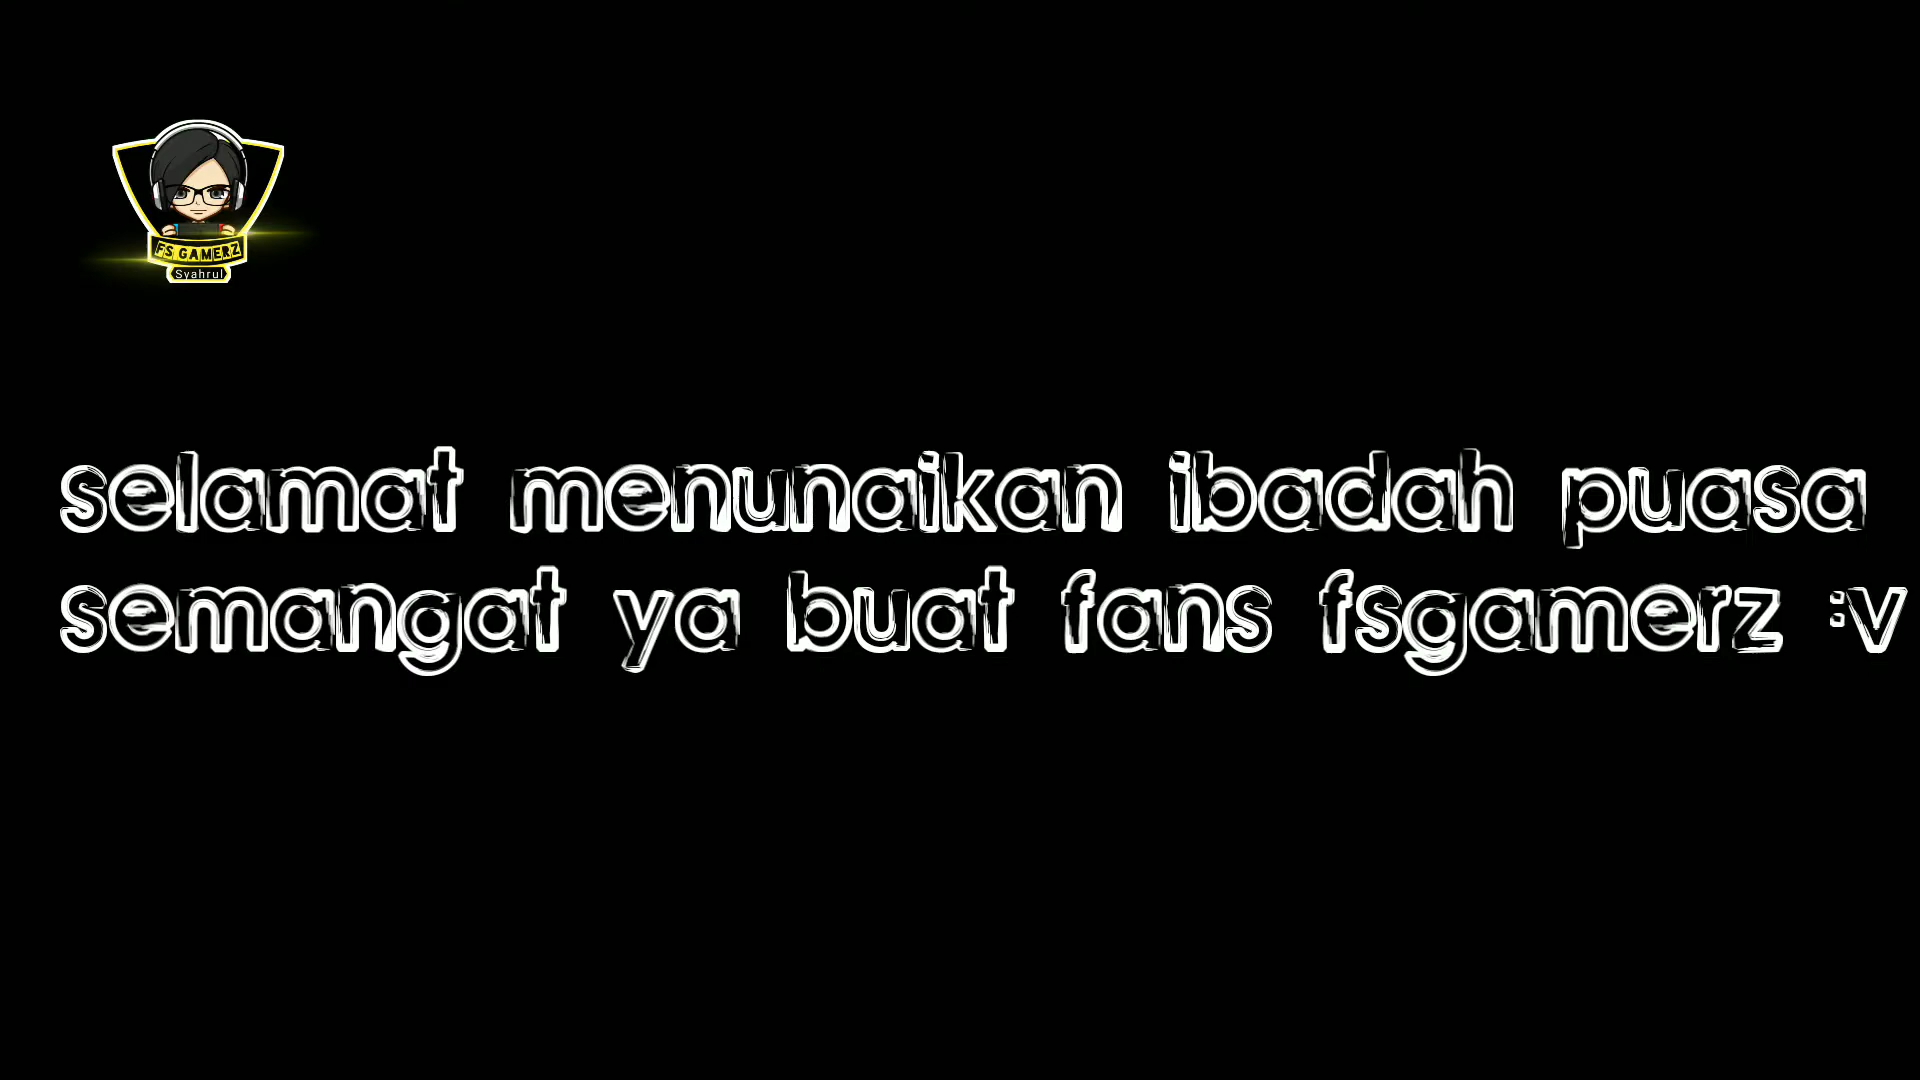 FS GAMERZ
Syahrul
selamat menunaikan ibadah puasa
semangat ya buat fans fsgamerz :v